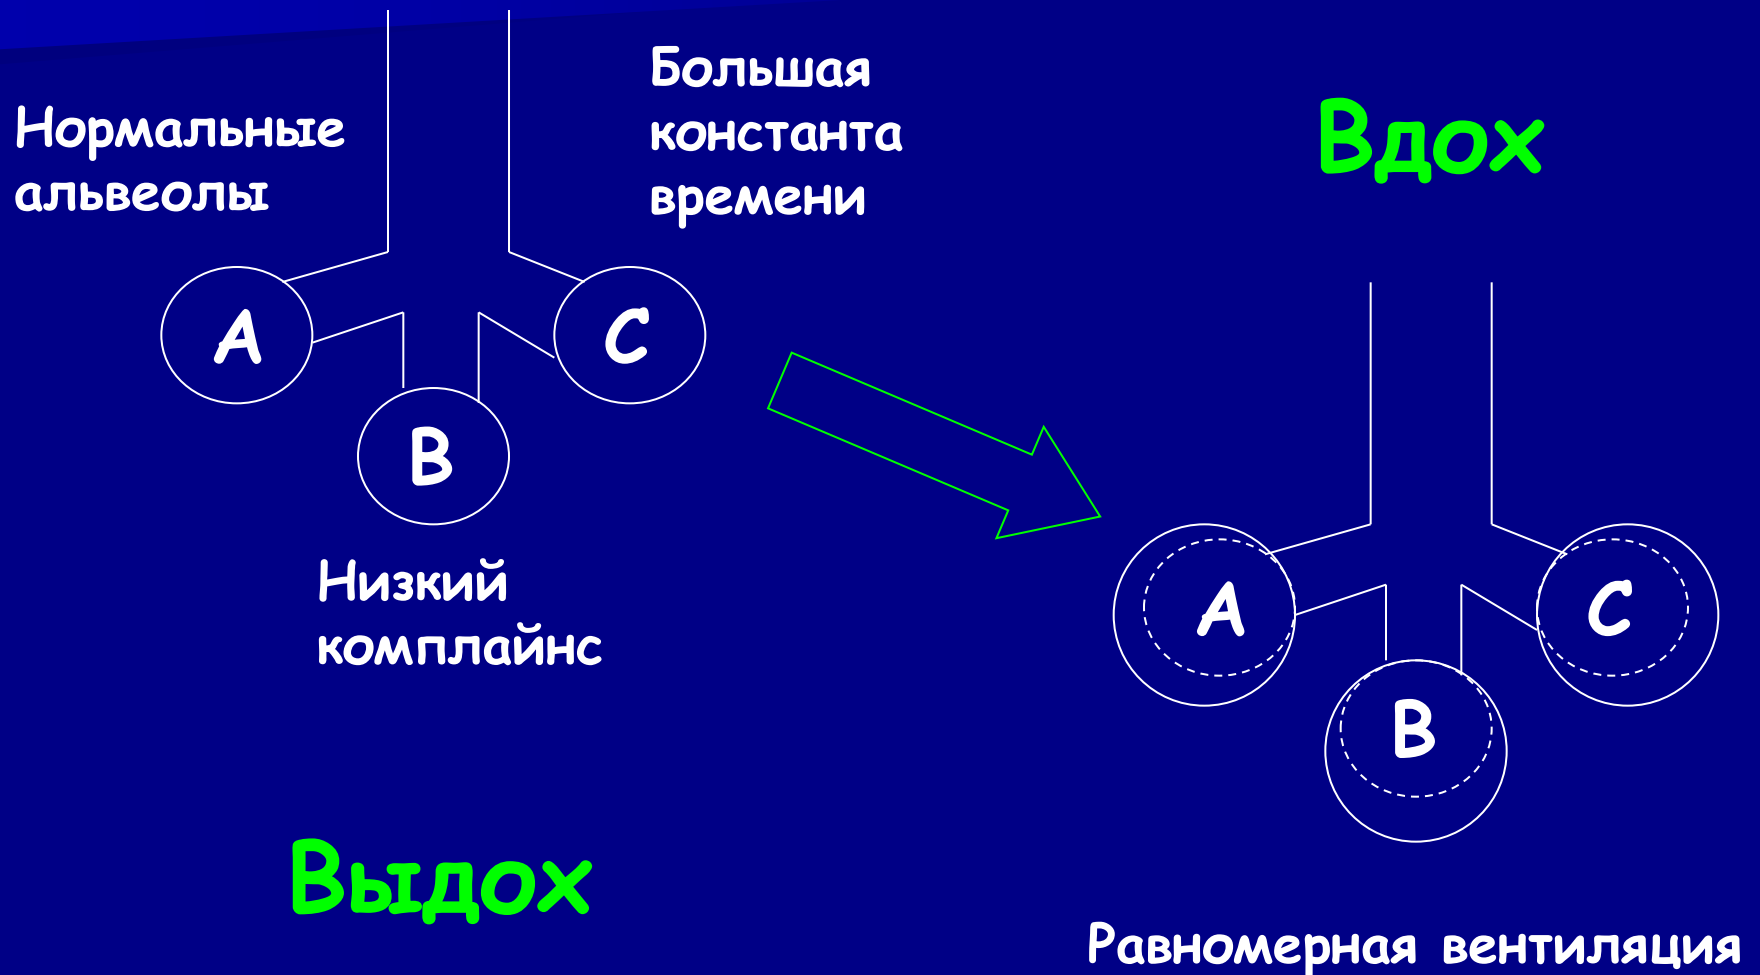 Нормальные
альвеолы
Большая
константа
времени
Вдох
A
C
B
Низкий
комплайнс
A
C
B
Выдох
Равномерная вентиляция